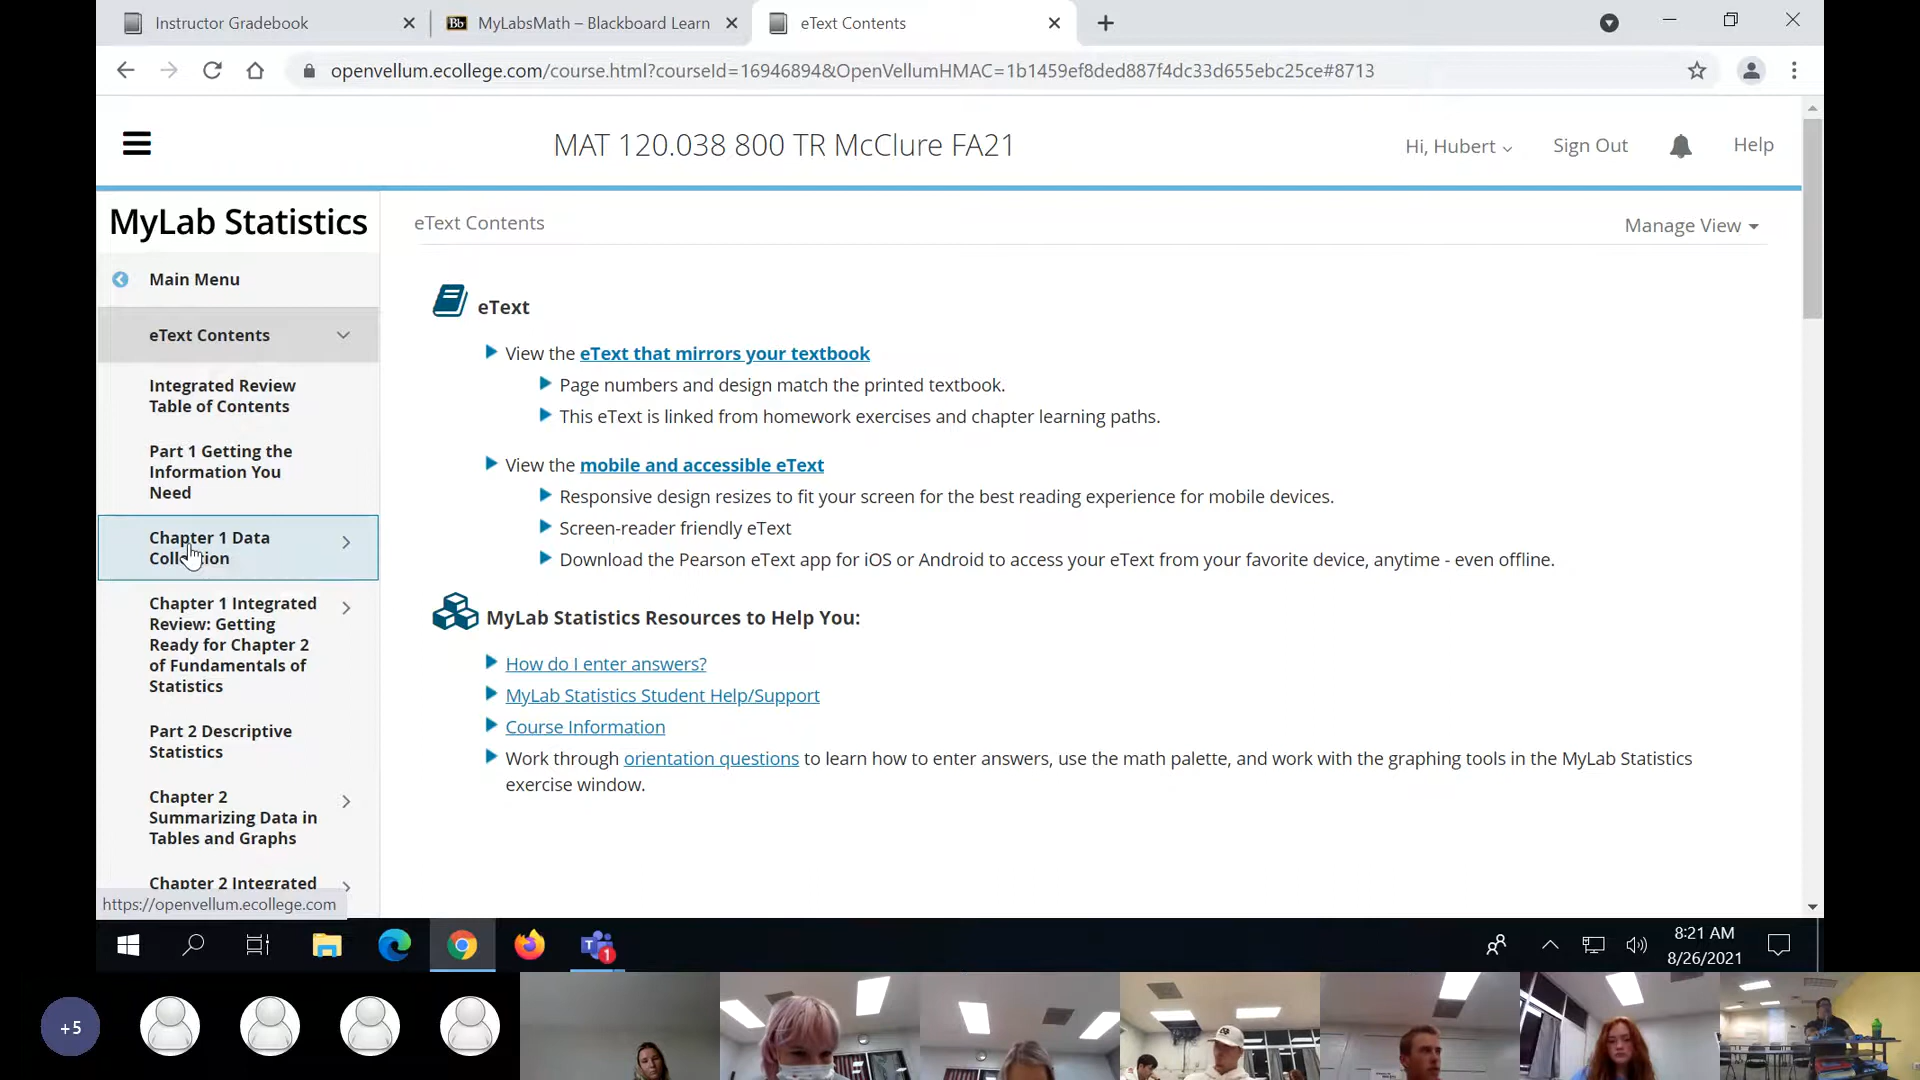 Instructor Gradebook
Bb MyLabsMath – Blackboard Learn
eText Contents
openvellum.ecollege.com/course.html?courseId=16946894&OpenVellumHMAC=1b1459ef8ded887f4dc33d655ebc25ce#8713
MAT 120.038 800 TR McClure FA21
Hi, Hubert
Sign Out
Help
MyLab Statistics
Main Menu
eText Contents
Integrated Review
Table of Contents
Part 1 Getting the
Information You
Need
Chapter 1 Data
Collection
Chapter 1 Integrated
Review: Getting
Ready for Chapter 2
of Fundamentals of
Statistics
Part 2 Descriptive
Statistics
Chapter 2
Summarizing Data in
Tables and Graphs
Chapter 2 Integrated
https://openvellum.ecollege.com
eText Contents
Manage View
eText
View the eText that mirrors your textbook
Page numbers and design match the printed textbook.
This eText is linked from homework exercises and chapter learning paths.
View the mobile and accessible eText
Responsive design resizes to fit your screen for the best reading experience for mobile devices.
Screen-reader friendly eText
Download the Pearson eText app for iOS or Android to access your eText from your favorite device, anytime - even offline.
MyLab Statistics Resources to Help You:
How do I enter answers?
MyLab Statistics Student Help/Support
Course Information
Work through orientation questions to learn how to enter answers, use the math palette, and work with the graphing tools in the MyLab Statistics
exercise window.
T
1
8:21 AM
8/26/2021
+5